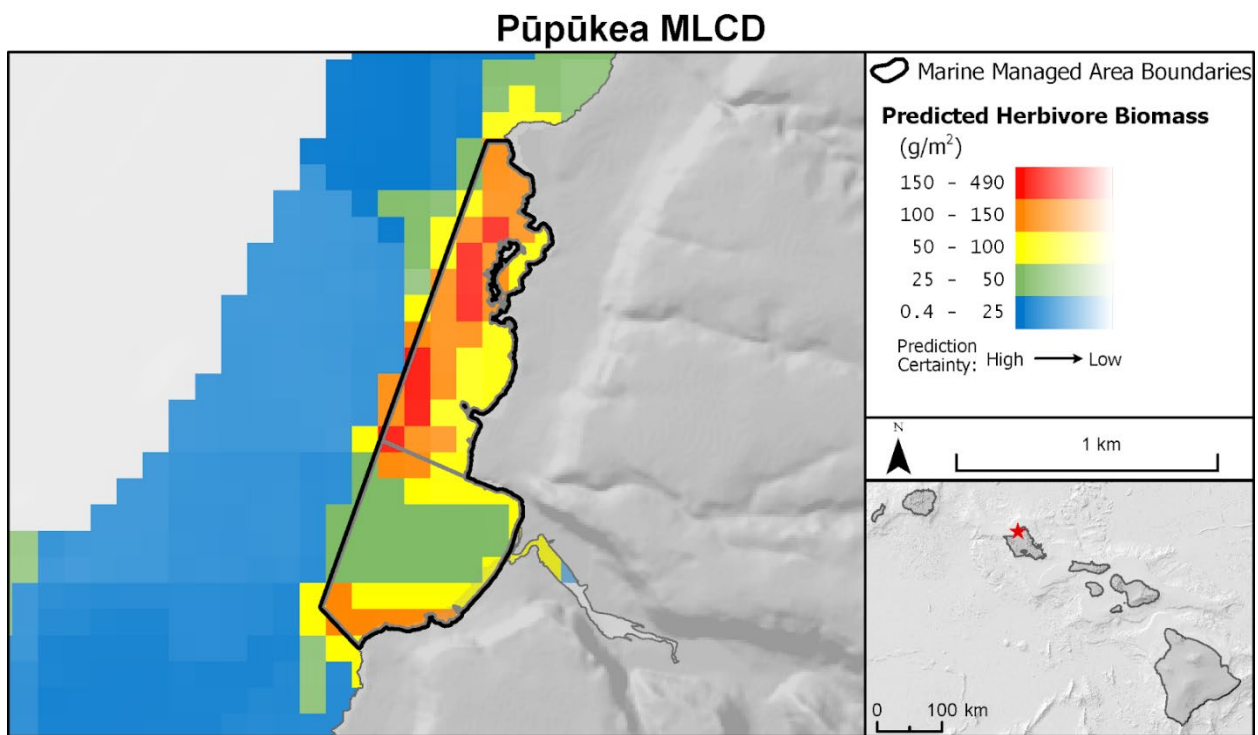 Pūpūkea MLCD
Marine Managed Area Boundaries
Predicted Herbivore Biomass
(g/m²)
150 - 490
100 - 150
50 - 100
25 - 50
0.4 - 25
Prediction
Certainty: High Low
N
1 km
0 100 km